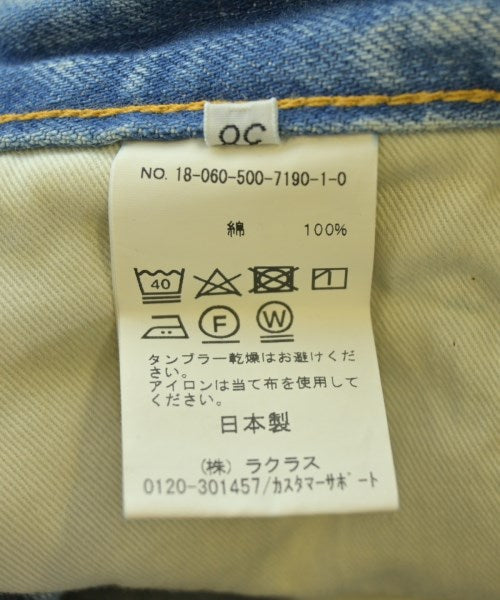 QC
NO. 18-060-500-7190-1-0
綿 100%
40 1
F W
タンブラー乾燥はお避けくだ
さい。
アイロンは当て布を使用して
ください。
日本製
(株) ラクラス
0120-301457/カスタマーサポート